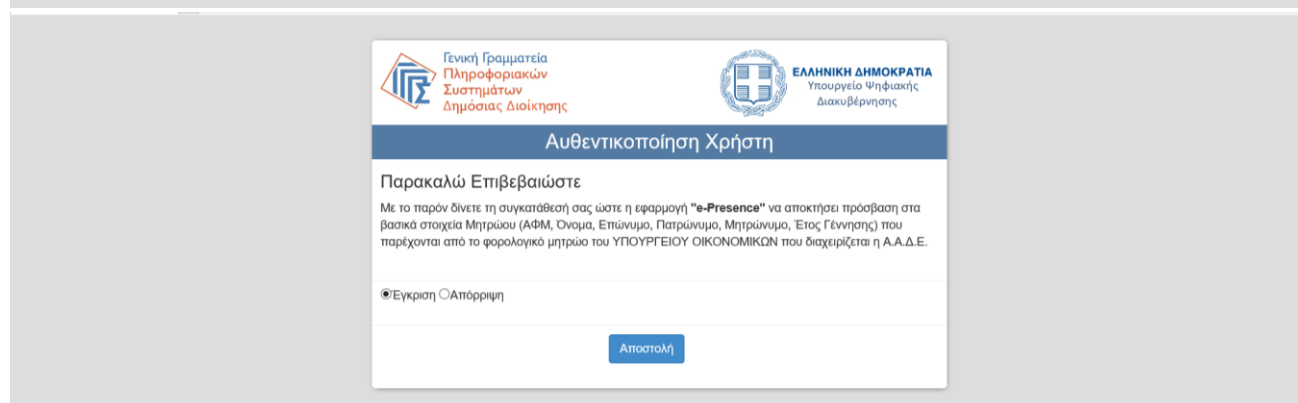 Γενική Γραμματεία
Πληροφοριακών
Συστημάτων
Δημόσιας Διοίκησης
ΕΛΛΗΝΙΚΗ ΔΗΜΟΚΡΑΤΙΑ
Υπουργείο Ψηφιακής
Διακυβέρνησης
Αυθεντικοποίηση Χρήστη
Παρακαλώ Επιβεβαιώστε
Με το παρόν δίνετε τη συγκατάθεσή σας ώστε η εφαρμογή "e-Presence" να αποκτήσει πρόσβαση στα
βασικά στοιχεία Μητρώου (ΑΦΜ, Όνομα, Επώνυμο, Πατρώνυμο, Μητρώνυμο, Έτος Γέννησης) που
παρέχονται από το φορολογικό μητρώο του ΥΠΟΥΡΓΕΙΟΥ ΟΙΚΟΝΟΜΙΚΩΝ που διαχειρίζεται η Α.Α.Δ.Ε.
Έγκριση Απόρριψη
Αποστολή